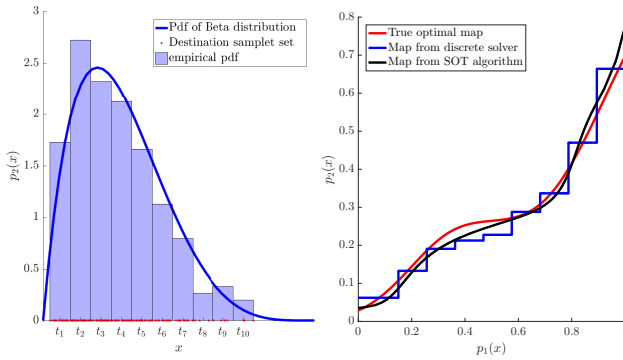 3
2.5
2
1.5
1
0.5
0
p₂(x)
Pdf of Beta distribution
Destination samplet set
empirical pdf
t₁ t₂ t₃ t₄ t₅ t₆ t₇ t₈ t₉ t₁₀
x
0.8
0.7
0.6
0.5
0.4
0.3
0.2
0.1
0
p₂(x)
True optimal map
Map from discrete solver
Map from SOT algorithm
0 0.2 0.4 0.6 0.8
p₁(x)